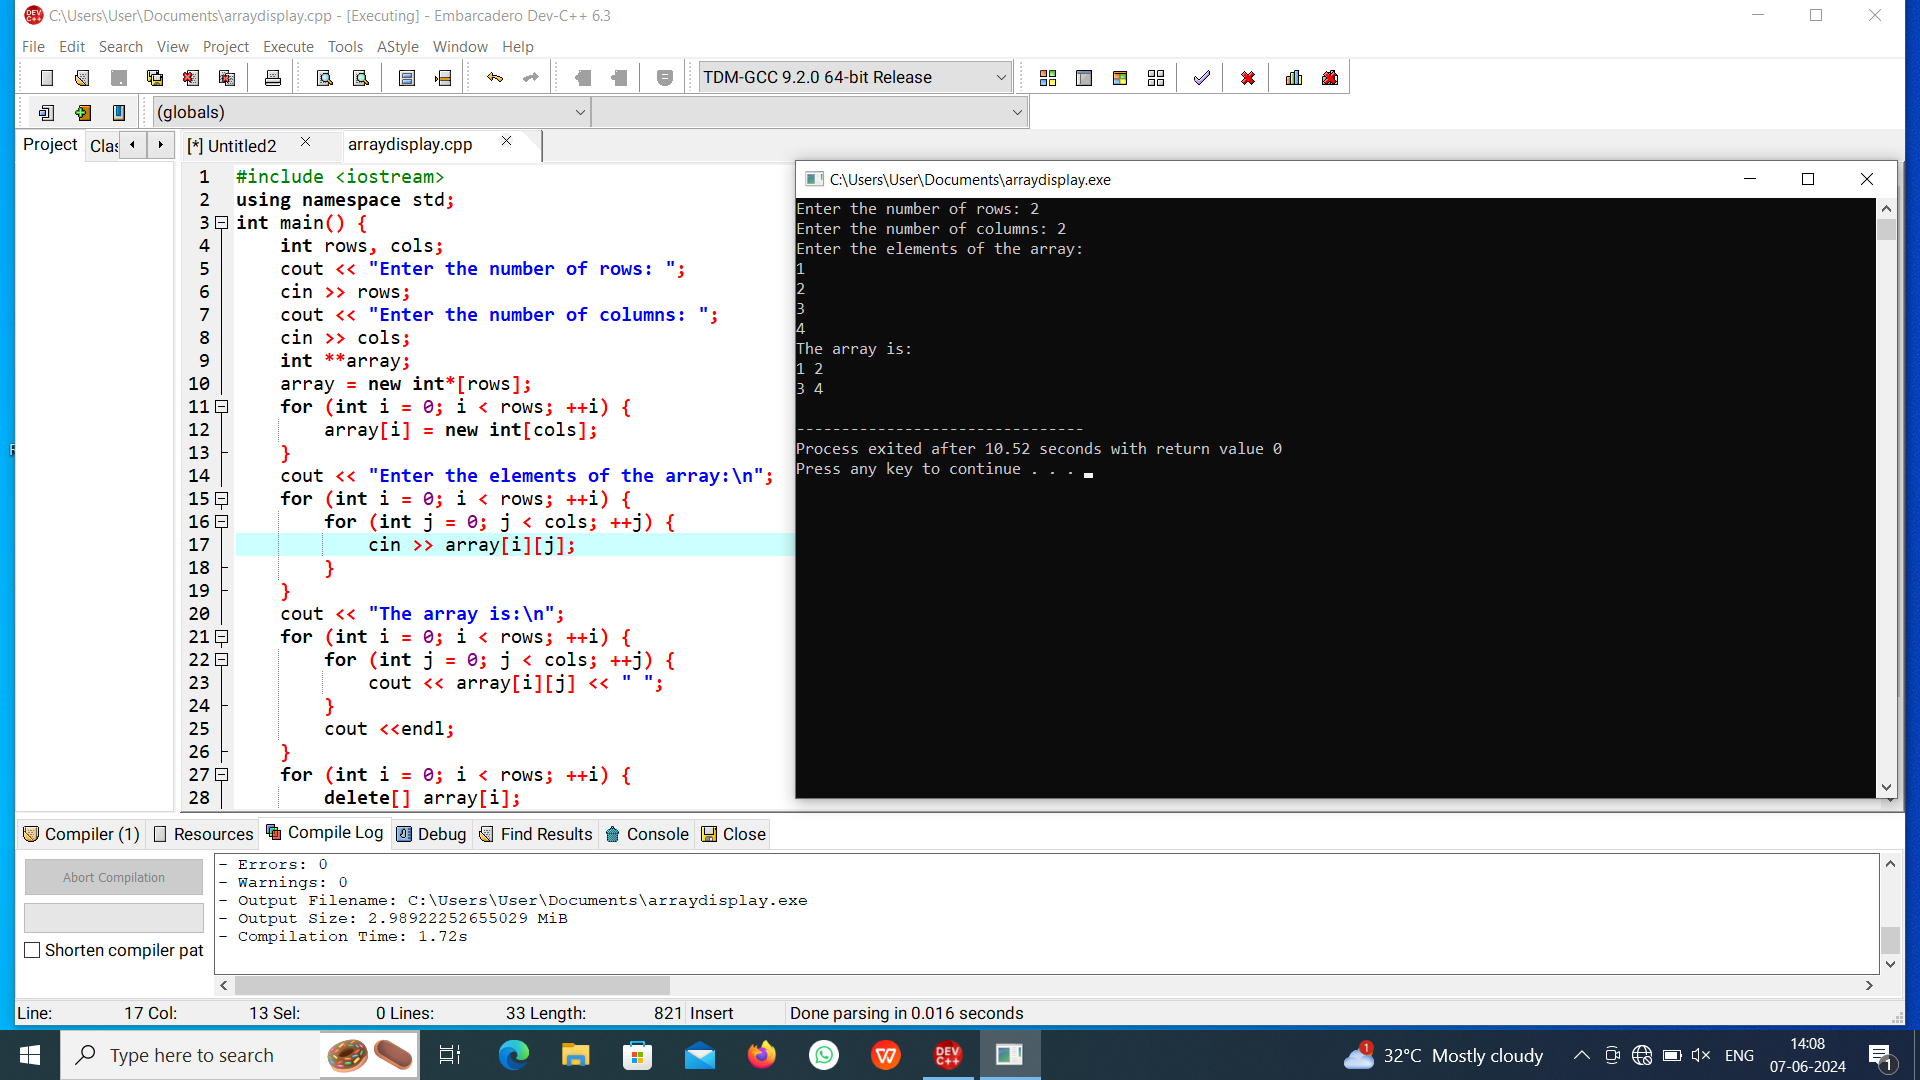 C:\Users\User\Documents\arraydisplay.cpp - [Executing] - Embarcadero Dev-C++ 6.3
File Edit Search View Project Execute Tools AStyle Window Help
TDM-GCC 9.2.0 64-bit Release
(globals)
Project Clas [*] Untitled2 arraydisplay.cpp
1 #include <iostream>
2 using namespace std;
3 int main() {
4 int rows, cols;
5 cout << "Enter the number of rows: ";
6 cin >> rows;
7 cout << "Enter the number of columns: ";
8 cin >> cols;
9 int **array;
10 array = new int*[rows];
11 for (int i = 0; i < rows; ++i) {
12 array[i] = new int[cols];
13 }
14 cout << "Enter the elements of the array:\n";
15 for (int i = 0; i < rows; ++i) {
16 for (int j = 0; j < cols; ++j) {
17 cin >> array[i][j];
18 }
19 }
20 cout << "The array is:\n";
21 for (int i = 0; i < rows; ++i) {
22 for (int j = 0; j < cols; ++j) {
23 cout << array[i][j] << " ";
24 }
25 cout <<endl;
26 }
27 for (int i = 0; i < rows; ++i) {
28 delete[] array[i];
C:\Users\User\Documents\arraydisplay.exe
Enter the number of rows: 2
Enter the number of columns: 2
Enter the elements of the array:
1
2
3
4
The array is:
1 2
3 4
--------------------------------
Process exited after 10.52 seconds with return value 0
Press any key to continue . . .
Compiler (1) Resources Compile Log Debug Find Results Console Close
Abort Compilation
Shorten compiler pat
- Errors: 0
- Warnings: 0
- Output Filename: C:\Users\User\Documents\arraydisplay.exe
- Output Size: 2.98922252655029 MiB
- Compilation Time: 1.72s
Line: 17 Col: 13 Sel: 0 Lines: 33 Length: 821 Insert Done parsing in 0.016 seconds
Type here to search
DEV C++
1 32°C Mostly cloudy ENG
14:08
07-06-2024
1